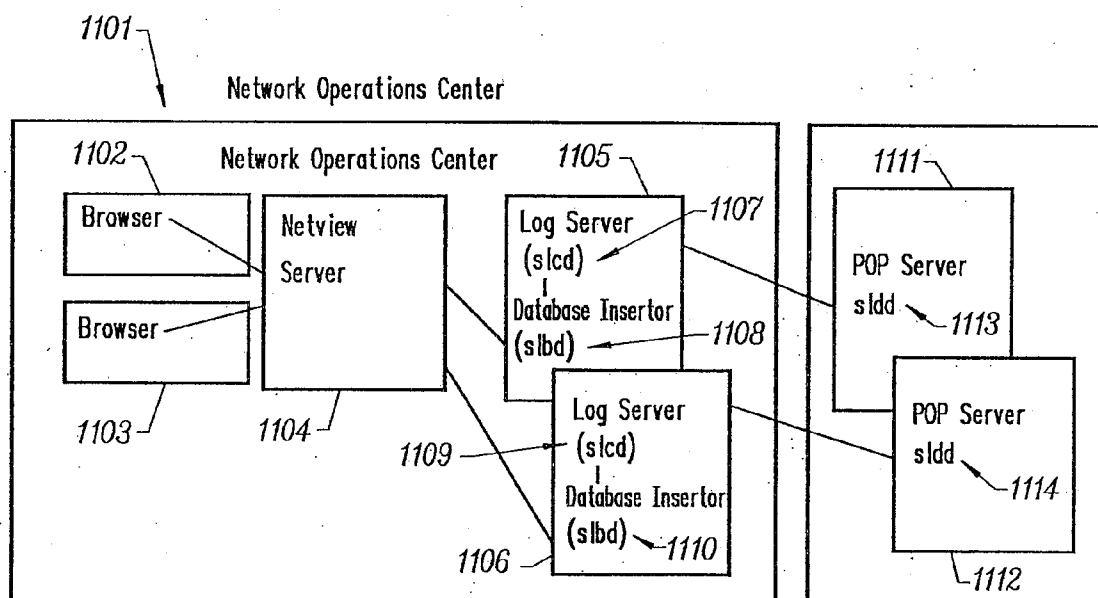 1101
Network Operations Center
Network Operations Center
1102
1105
1111
Browser
Netview
Server
Log Server
(slcd)
1107
Database Insertor
(slbd)
1108
POP Server
sldd
1113
Browser
1103
1104
Log Server
(slcd)
1109
Database Insertor
(slbd)
1110
1106
POP Server
sldd
1114
1112